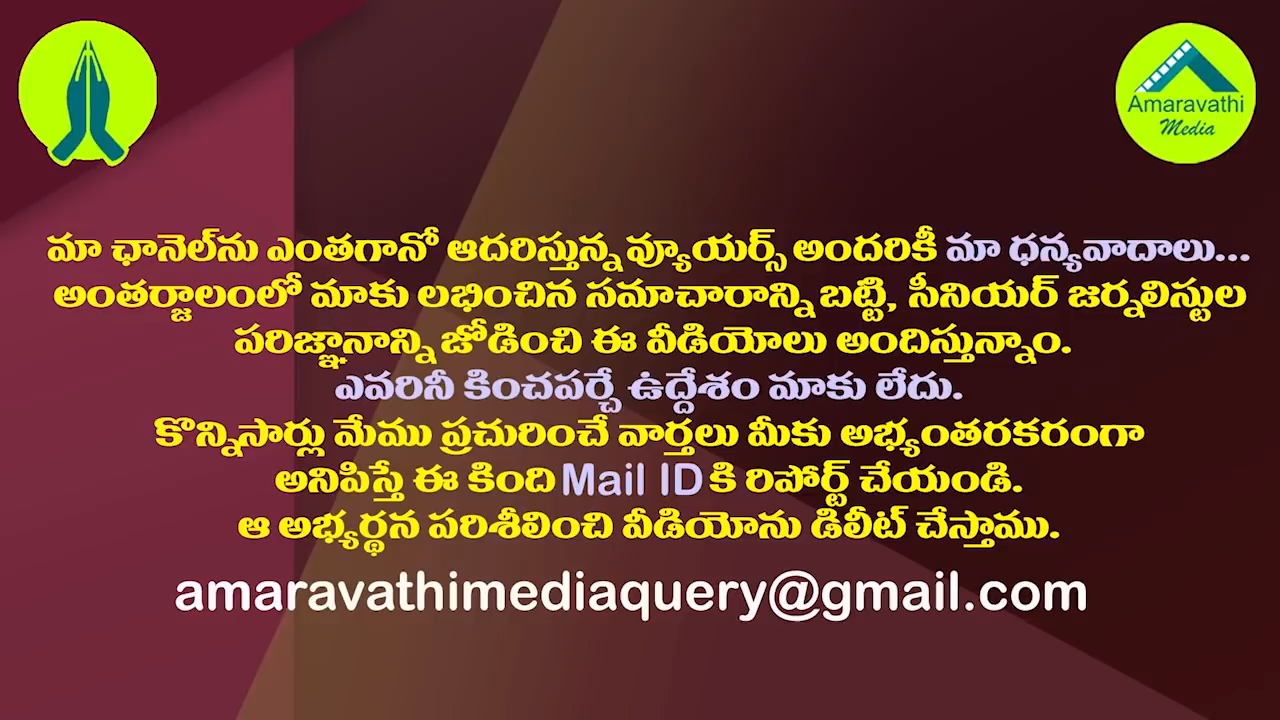 Amaravathi
Media
మా ఛానెల్‌ను ఎంతగానో ఆదరిస్తున్న వ్యూయర్స్ అందరికీ మా ధన్యవాదాలు...
అంతర్జాలంలో మాకు లభించిన సమాచారాన్ని బట్టి, సీనియర్ జర్నలిస్టుల
పరిజ్ఞానాన్ని జోడించి ఈ వీడియోలు అందిస్తున్నాం.
ఎవరినీ కించపర్చే ఉద్దేశం మాకు లేదు.
కొన్నిసార్లు మేము ప్రచురించే వార్తలు మీకు అభ్యంతరకరంగా
అనిపిస్తే ఈ కింది Mail ID కి రిపోర్ట్ చేయండి.
ఆ అభ్యర్థన పరిశీలించి వీడియోను డిలీట్ చేస్తాము.
amaravathimediaquery@gmail.com